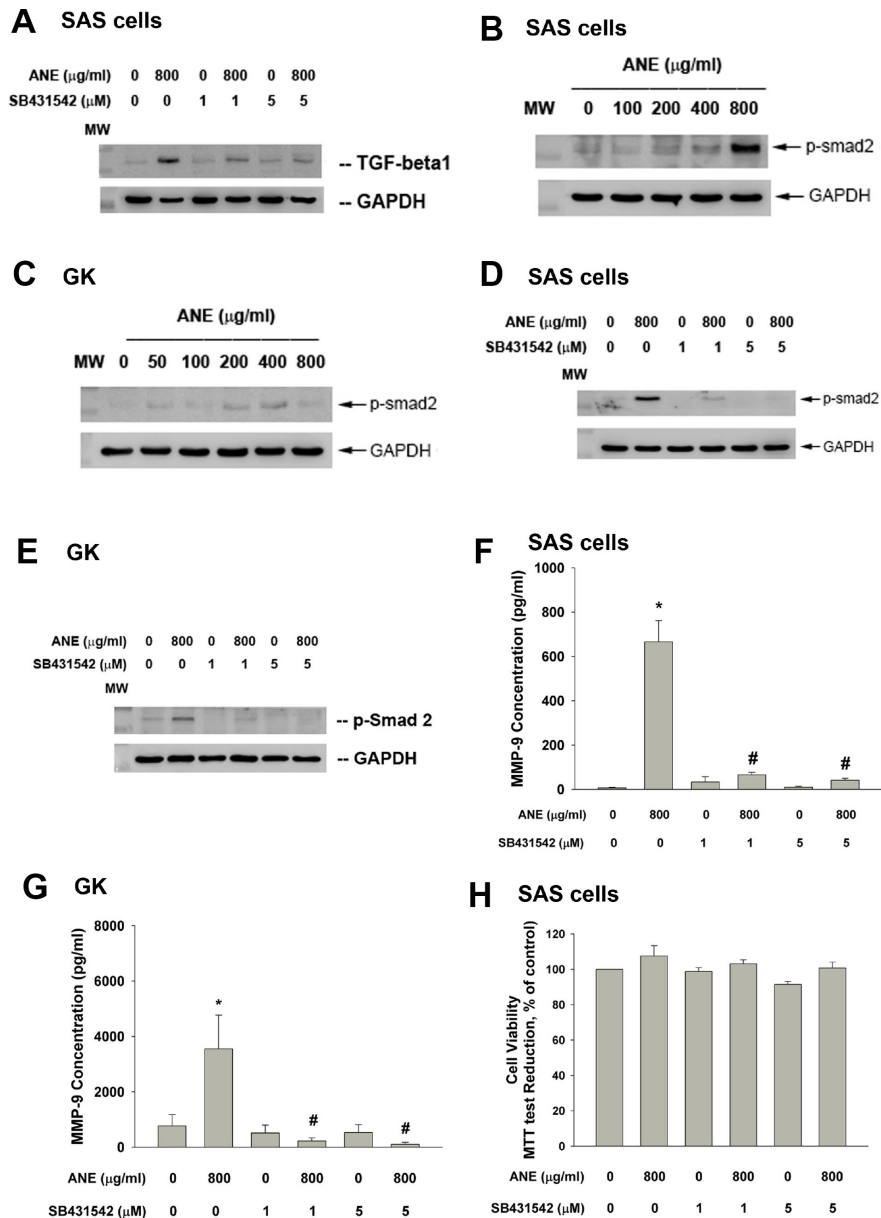 A SAS cells
ANE (μg/ml) 0 800 0 800 0 800
SB431542 (μM) 0 0 1 1 5 5
MW
-- TGF-beta1
-- GAPDH
B SAS cells
ANE (μg/ml)
MW 0 100 200 400 800
p-smad2
GAPDH
C GK
ANE (μg/ml)
MW 0 50 100 200 400 800
p-smad2
GAPDH
D SAS cells
ANE (μg/ml) 0 800 0 800 0 800
SB431542 (μM) 0 0 1 1 5 5
MW
p-smad2
GAPDH
E GK
ANE (μg/ml) 0 800 0 800 0 800
SB431542 (μM) 0 0 1 1 5 5
MW
-- p-Smad 2
-- GAPDH
F SAS cells
MMP-9 Concentration (pg/ml)
1000
800
600
400
200
0
*
#
#
ANE (μg/ml) 0 800 0 800 0 800
SB431542 (μM) 0 0 1 1 5 5
G GK
MMP-9 Concentration (pg/ml)
8000
6000
4000
2000
0
*
#
#
ANE (μg/ml) 0 800 0 800 0 800
SB431542 (μM) 0 0 1 1 5 5
H SAS cells
Cell Viability
MTT test Reduction, % of control)
120
100
80
60
40
20
0
ANE (μg/ml) 0 800 0 800 0 800
SB431542 (μM) 0 0 1 1 5 5